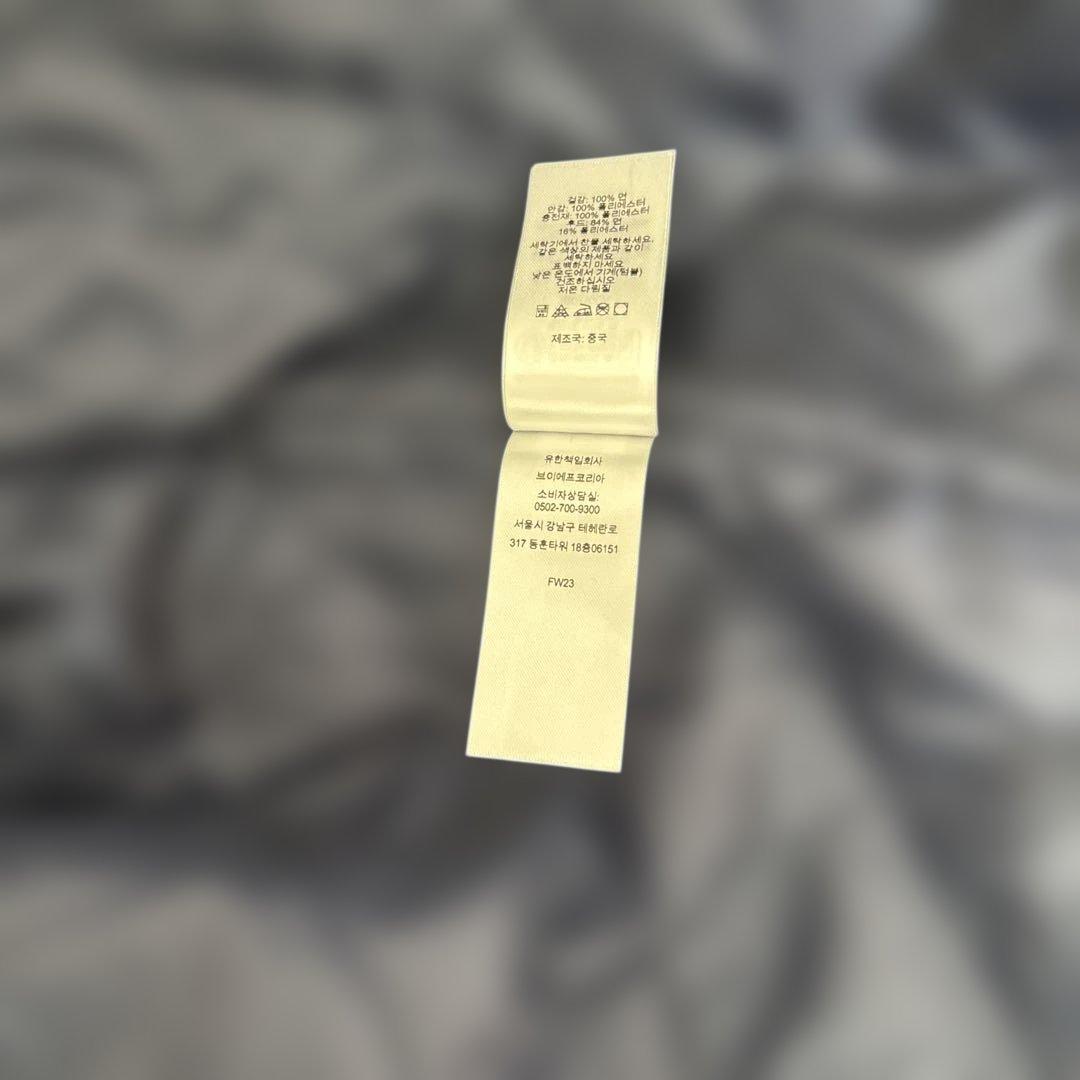 겉감: 100% 면
안감: 100% 폴리에스터
충전재: 100% 폴리에스터
후드: 84% 면
16% 폴리에스터
세탁기에서 찬물 세탁하세요.
같은 색상의 제품과 같이
세탁하세요
표백하지 마세요
낮은 온도에서 기계(텀블)
건조하십시오
저온 다림질
제조국: 중국
유한책임회사
브이에프코리아
소비자상담실:
0502-700-9300
서울시 강남구 테헤란로
317 동훈타워 18층06151
FW23